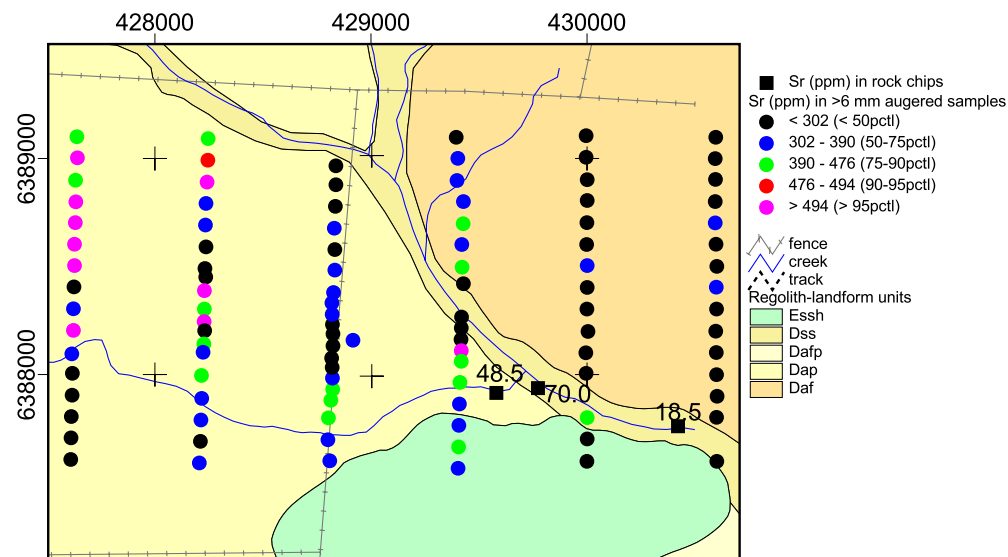 428000
429000
430000
6389000
6388000
48.5
70.0
18.5
Sr (ppm) in rock chips
Sr (ppm) in >6 mm augered samples
< 302 (< 50pctl)
302 - 390 (50-75pctl)
390 - 476 (75-90pctl)
476 - 494 (90-95pctl)
> 494 (> 95pctl)
fence
creek
track
Regolith-landform units
Essh
Dss
Dafp
Dap
Daf